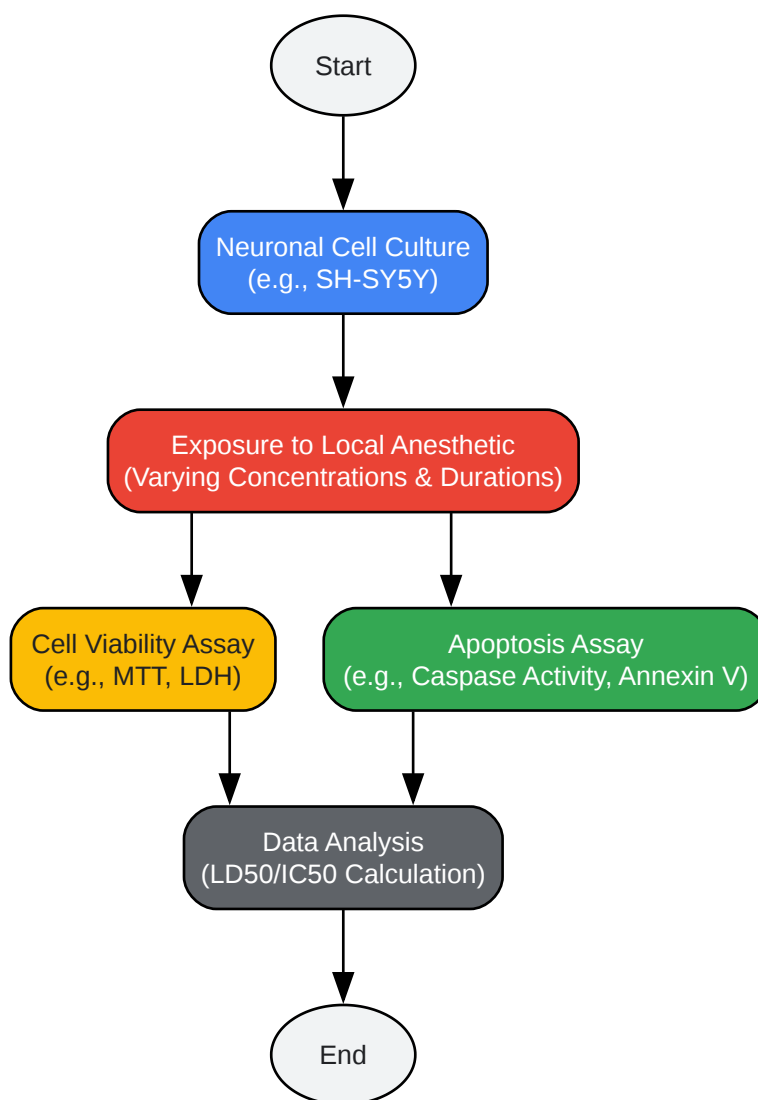 Start
Neuronal Cell Culture
(e.g., SH-SY5Y)
Exposure to Local Anesthetic
(Varying Concentrations & Durations)
Cell Viability Assay
(e.g., MTT, LDH)
Apoptosis Assay
(e.g., Caspase Activity, Annexin V)
Data Analysis
(LD50/IC50 Calculation)
End